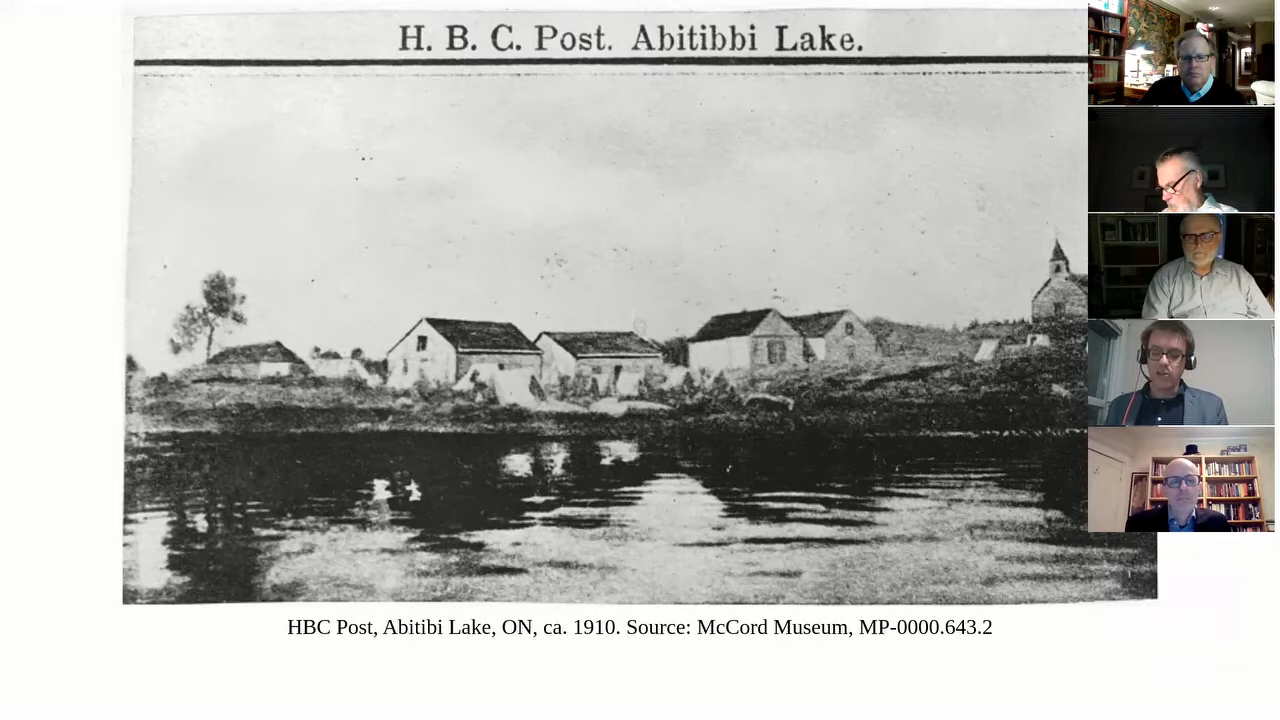 H. B. C. Post. Abitibbi Lake.
HBC Post, Abitibi Lake, ON, ca. 1910. Source: McCord Museum, MP-0000.643.2